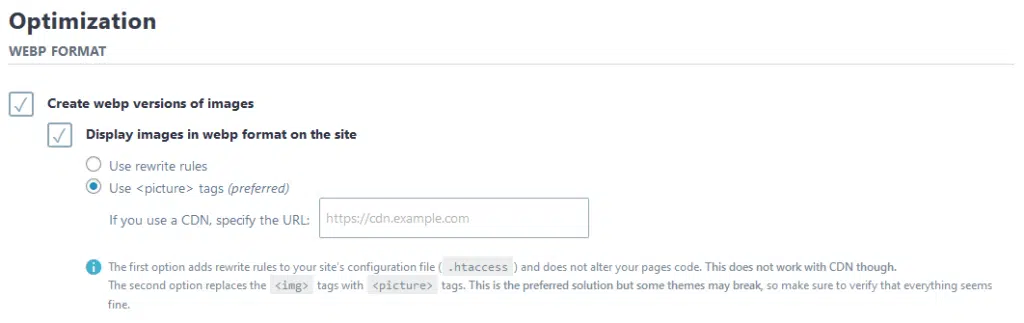 Optimization
WEBP FORMAT
Create webp versions of images
Display images in webp format on the site
Use rewrite rules
Use <picture> tags (preferred)
If you use a CDN, specify the URL: https://cdn.example.com
The first option adds rewrite rules to your site's configuration file ( .htaccess ) and does not alter your pages code. This does not work with CDN though.
The second option replaces the <img> tags with <picture> tags. This is the preferred solution but some themes may break, so make sure to verify that everything seems
fine.